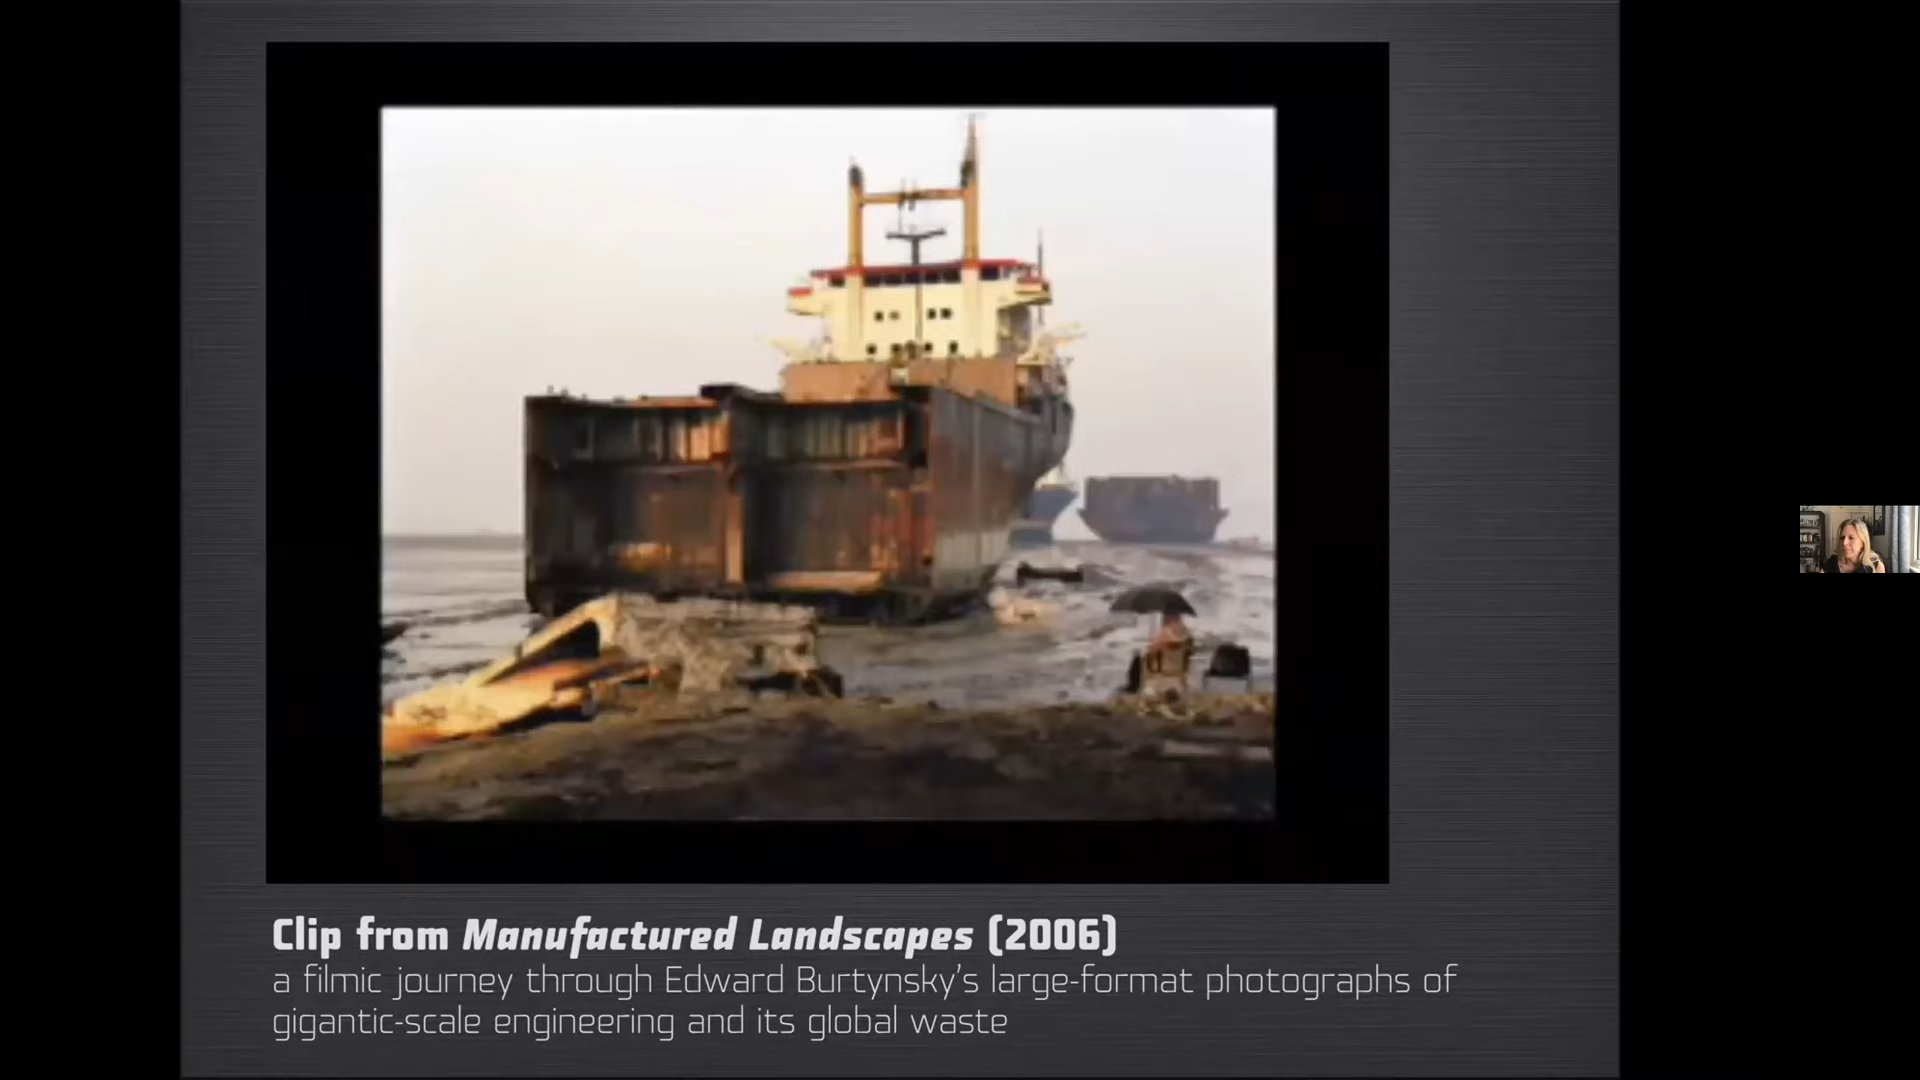 Clip from Manufactured Landscapes (2006)
a filmic journey through Edward Burtynsky's large-format photographs of
gigantic-scale engineering and its global waste